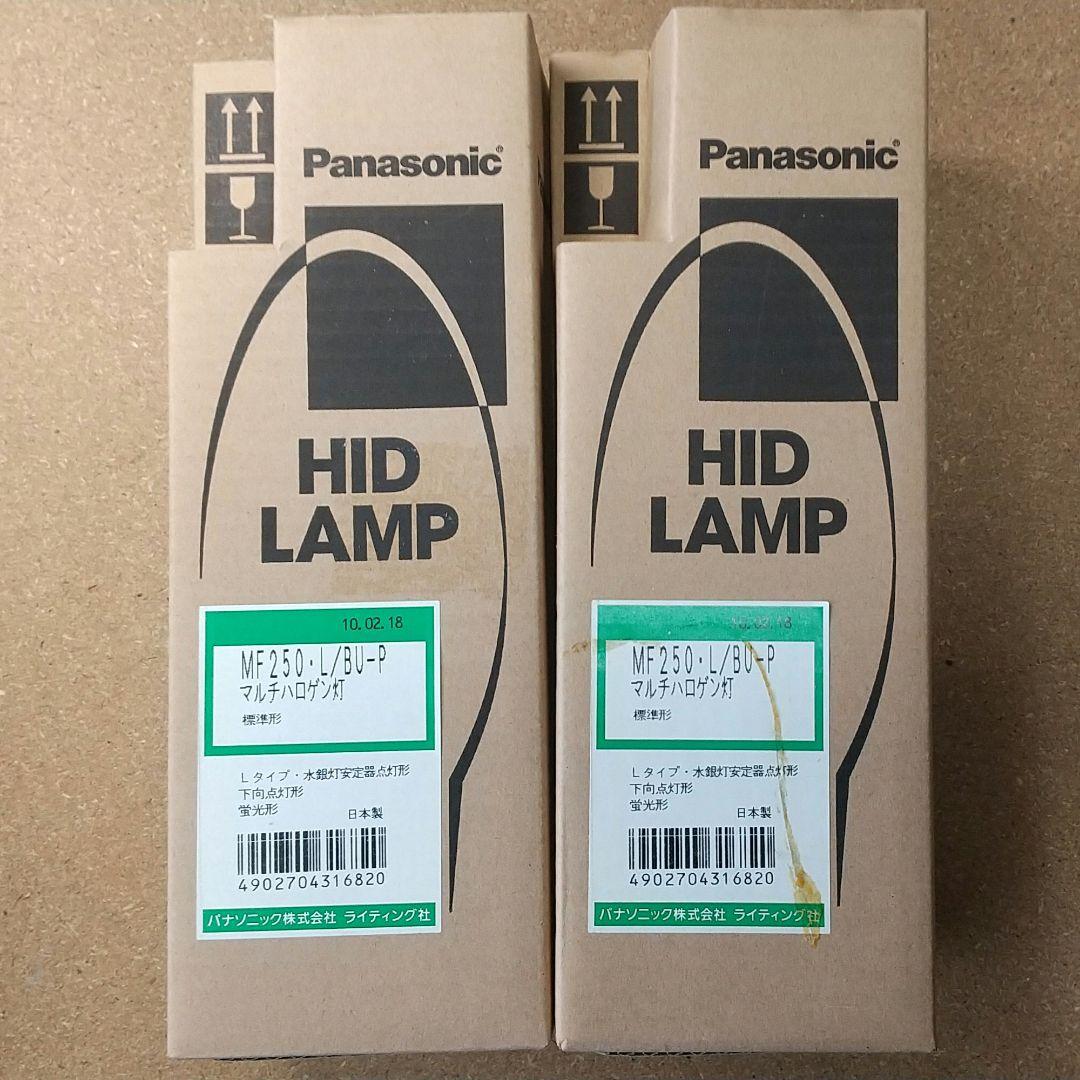 Panasonic®
HID
LAMP
10.02.18
MF250・L/BU-P
マルチハロゲン灯
標準形
Lタイプ・水銀灯安定器点灯形
下向点灯形
蛍光形
日本製
4902704316820
パナソニック株式会社 ライティング社
Panasonic®
HID
LAMP
10.02.18
MF250・L/BU-P
マルチハロゲン灯
標準形
Lタイプ・水銀灯安定器点灯形
下向点灯形
蛍光形
日本製
4902704316820
パナソニック株式会社 ライティング社